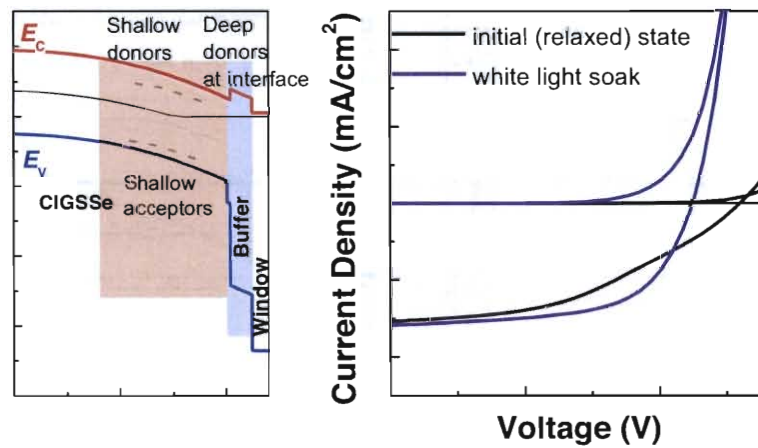 Shallow
donors
Deep
donors
at interface
E_C
E_V
CIGSSe
Shallow
acceptors
Buffer
Window
Current Density (mA/cm²)
initial (relaxed) state
white light soak
Voltage (V)